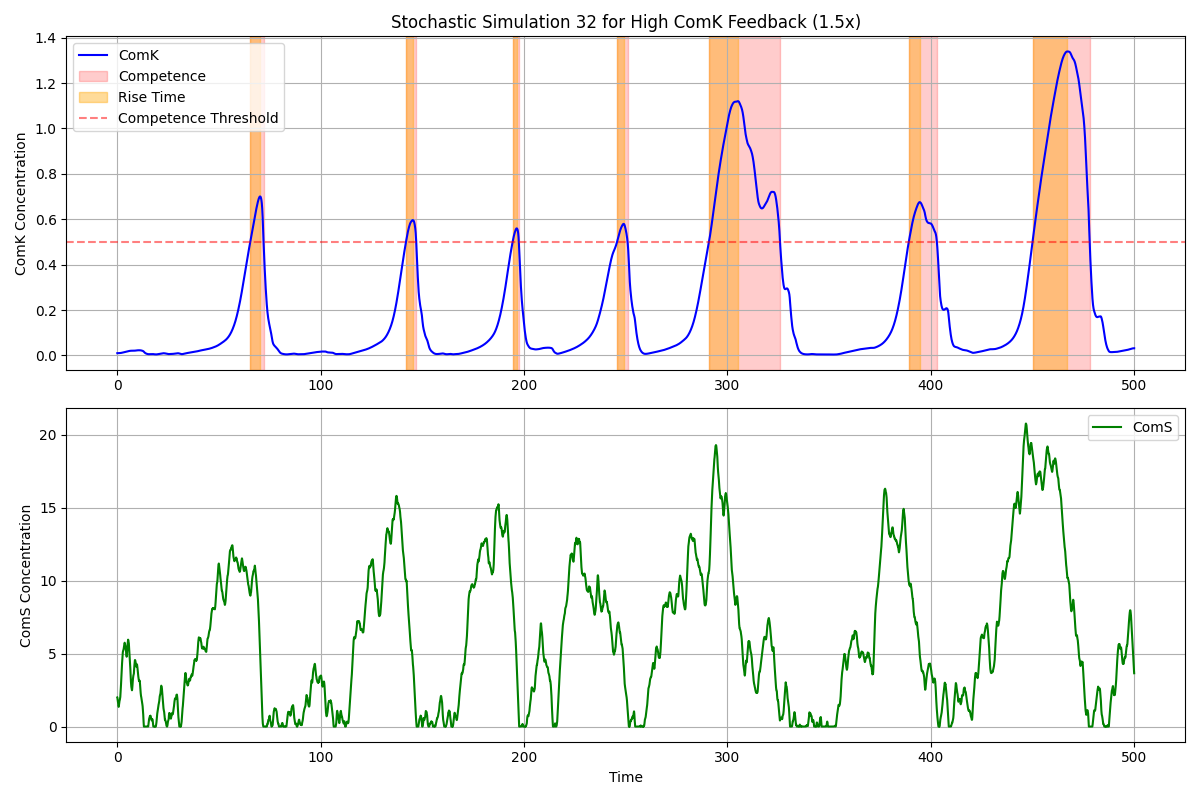 Stochastic Simulation 32 for High ComK Feedback (1.5x)
ComK Concentration
1.4
1.2
1.0
0.8
0.6
0.4
0.2
0.0
ComK
Competence
Rise Time
Competence Threshold
0 100 200 300 400 500
ComS Concentration
20
15
10
5
0
ComS
0 100 200 300 400 500
Time